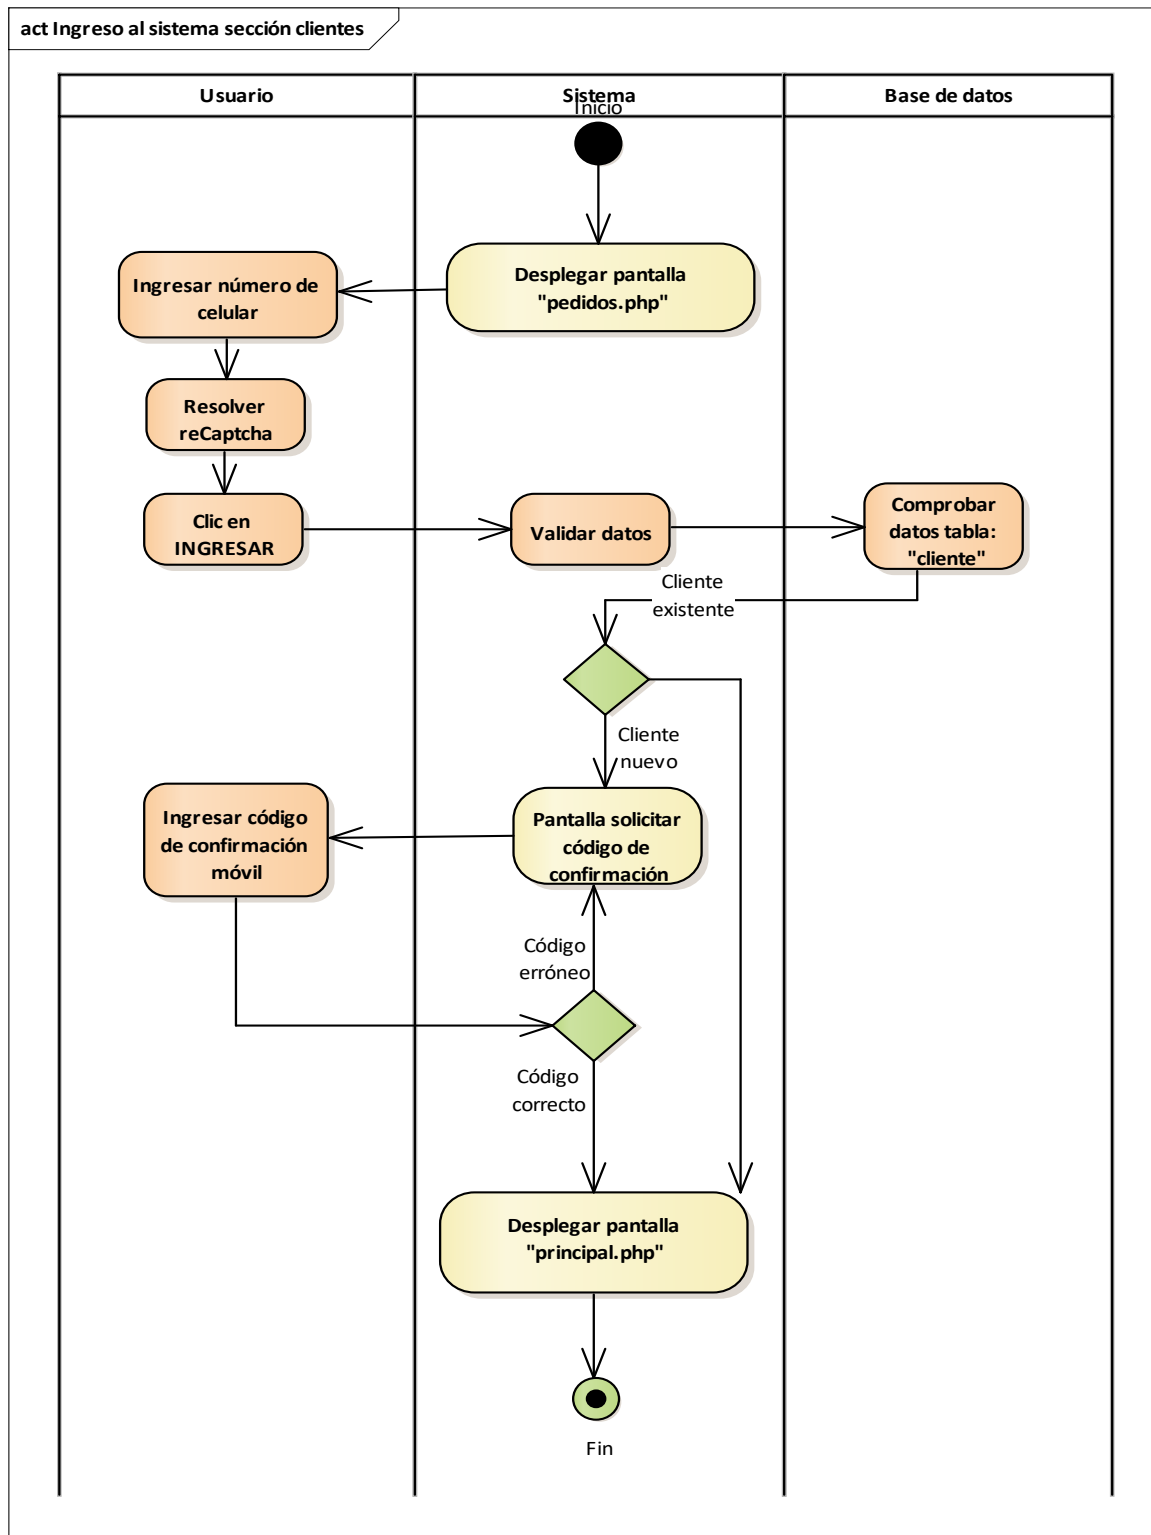 act Ingreso al sistema sección clientes
Usuario
Sistema
Base de datos
Inicio
Desplegar pantalla
"pedidos.php"
Ingresar número de
celular
Resolver
reCaptcha
Clic en
INGRESAR
Validar datos
Comprobar
datos tabla:
"cliente"
Cliente
existente
Cliente
nuevo
Pantalla solicitar
código de
confirmación
Ingresar código
de confirmación
móvil
Código
erróneo
Código
correcto
Desplegar pantalla
"principal.php"
Fin